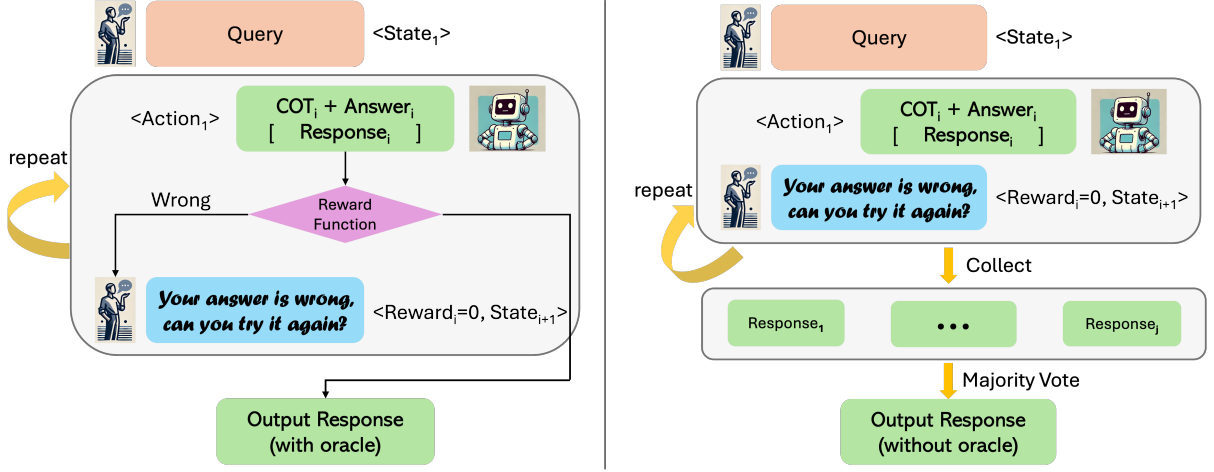 Query
<State₁>
<Action₁>
COTᵢ + Answerᵢ
[ Responseᵢ ]
repeat
Wrong
Reward
Function
Your answer is wrong,
can you try it again?
<Rewardᵢ=0, Stateᵢ₊₁>
Output Response
(with oracle)
Query
<State₁>
<Action₁>
COTᵢ + Answerᵢ
[ Responseᵢ ]
repeat
Your answer is wrong,
can you try it again?
<Rewardᵢ=0, Stateᵢ₊₁>
Collect
Response₁
•••
Responseⱼ
Majority Vote
Output Response
(without oracle)